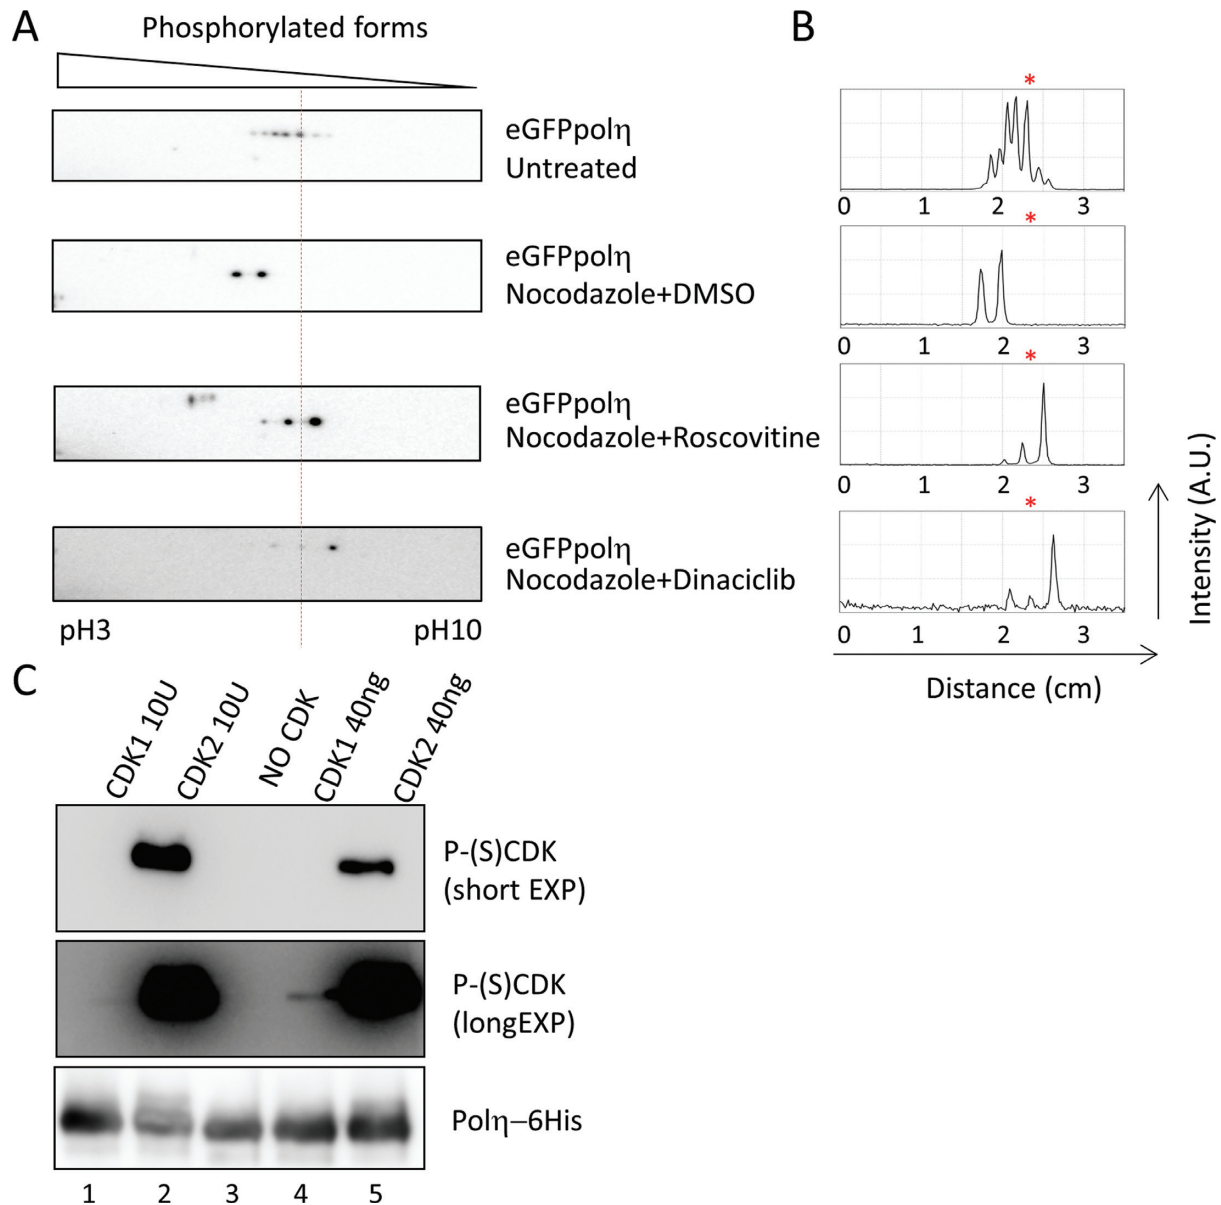 A
Phosphorylated forms
eGFPpolη
Untreated
eGFPpolη
Nocodazole+DMSO
eGFPpolη
Nocodazole+Roscovitine
eGFPpolη
Nocodazole+Dinaciclib
pH3 pH10
B
*
0 1 2 3
*
0 1 2 3
*
0 1 2 3
*
0 1 2 3
Distance (cm)
Intensity (A.U.)
C
CDK1 10U
CDK2 10U
NO CDK
CDK1 40ng
CDK2 40ng
P-(S)CDK
(short EXP)
P-(S)CDK
(longEXP)
Polη−6His
1 2 3 4 5